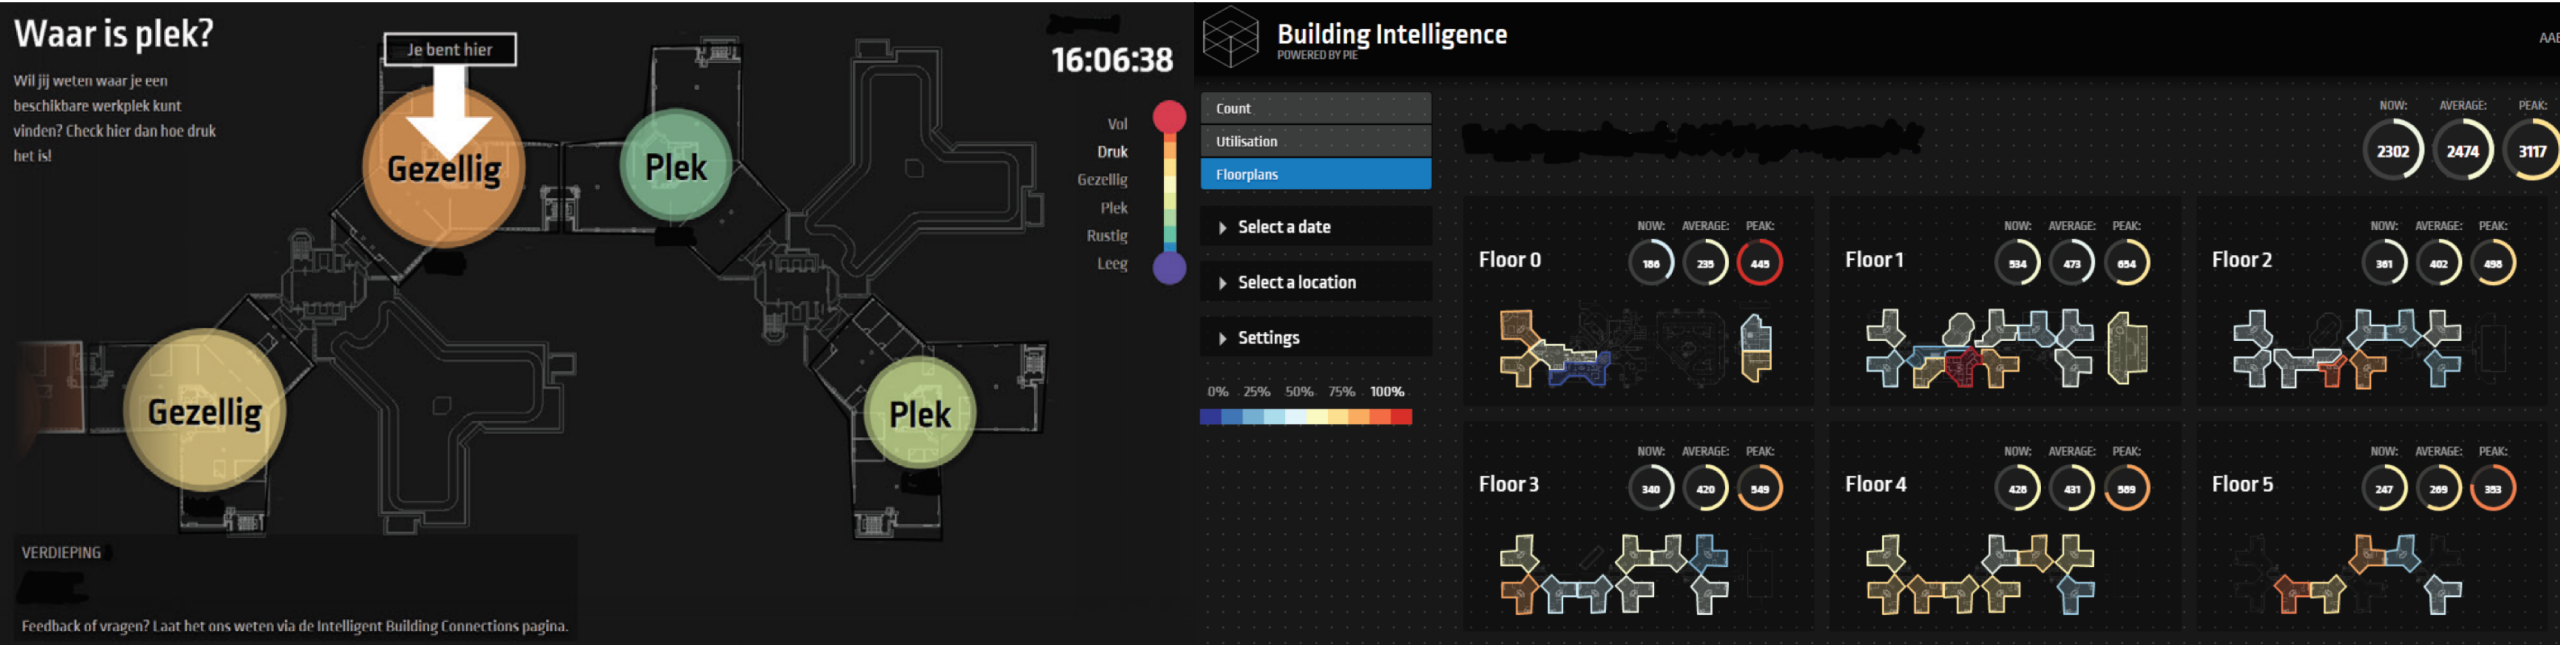 Waar is plek?
Wil jij weten waar je een
beschikbare werkplek kunt
vinden? Check hier dan hoe druk
het is!
Je bent hier
Gezellig
Plek
Gezellig
Plek
16:06:38
Vol
Druk
Gezellig
Plek
Rustig
Leeg
VERDIEPING
Feedback of vragen? Laat het ons weten via de Intelligent Building Connections pagina.
Building Intelligence
POWERED BY PIE
AAE
Count
Utilisation
Floorplans
Select a date
Select a location
Settings
0% 25% 50% 75% 100%
NOW: AVERAGE: PEAK:
2302 2474 3117
Floor 0
NOW: AVERAGE: PEAK:
186 235 445
Floor 1
NOW: AVERAGE: PEAK:
534 473 654
Floor 2
NOW: AVERAGE: PEAK:
361 402 498
Floor 3
NOW: AVERAGE: PEAK:
340 420 549
Floor 4
NOW: AVERAGE: PEAK:
428 431 589
Floor 5
NOW: AVERAGE: PEAK:
247 269 353